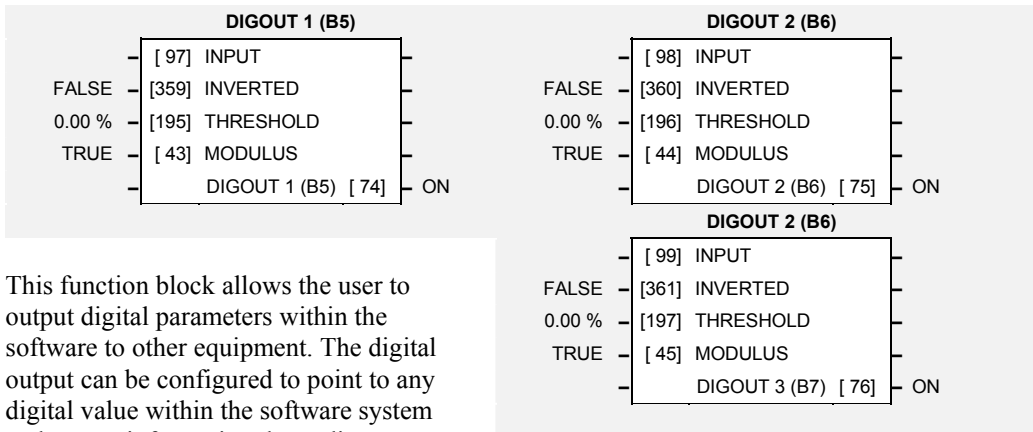 DIGOUT 1 (B5)
[ 97] INPUT
FALSE [359] INVERTED
0.00 % [195] THRESHOLD
TRUE [ 43] MODULUS
DIGOUT 1 (B5) [ 74] ON
DIGOUT 2 (B6)
[ 98] INPUT
FALSE [360] INVERTED
0.00 % [196] THRESHOLD
TRUE [ 44] MODULUS
DIGOUT 2 (B6) [ 75] ON
DIGOUT 2 (B6)
[ 99] INPUT
FALSE [361] INVERTED
0.00 % [197] THRESHOLD
TRUE [ 45] MODULUS
DIGOUT 3 (B7) [ 76] ON
This function block allows the user to
output digital parameters within the
software to other equipment. The digital
output can be configured to point to any
digital value within the software system